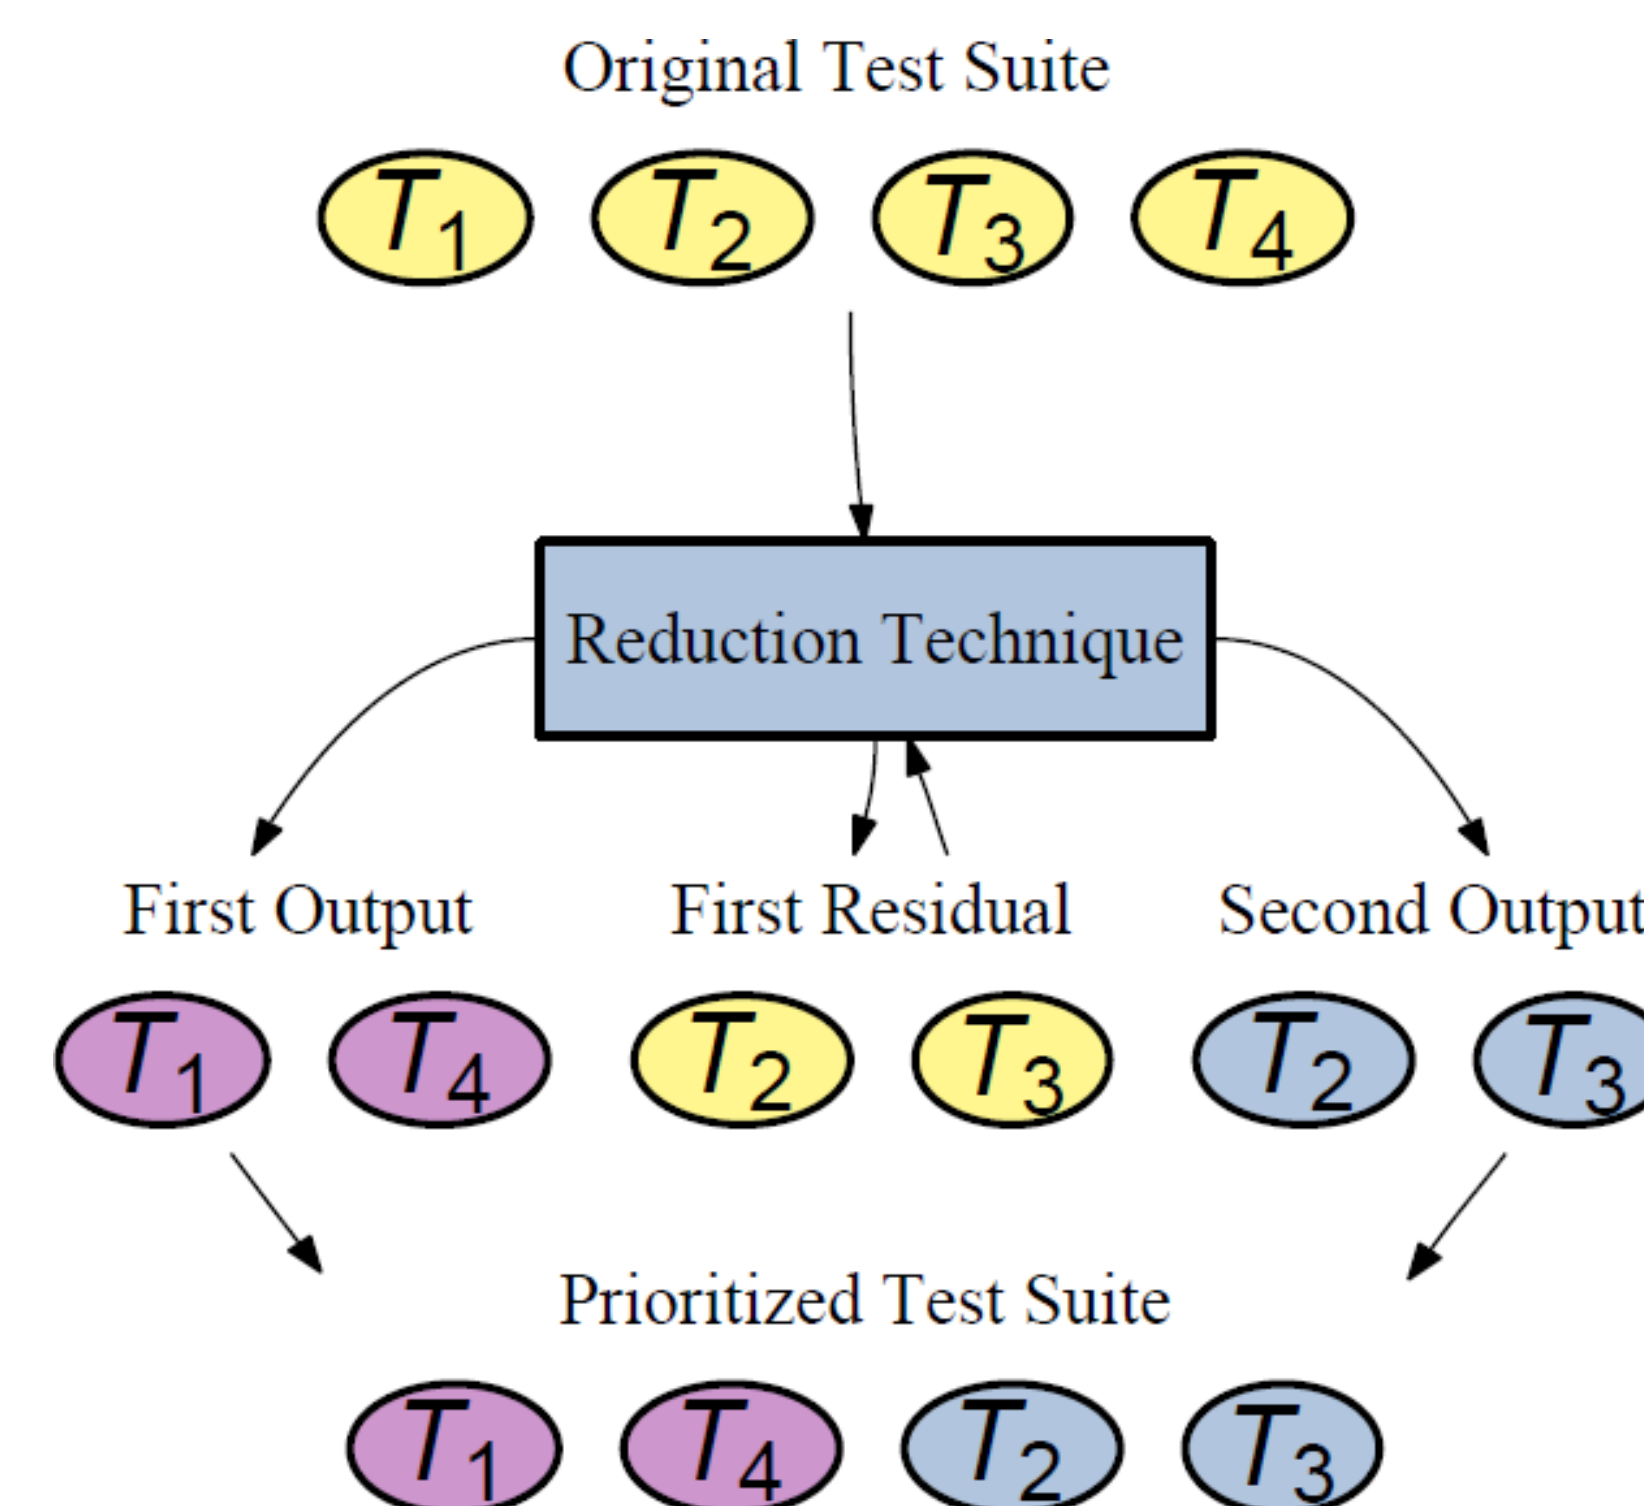 Original Test Suite
T1 T2 T3 T4
Reduction Technique
First Output First Residual Second Output
T1 T4 T2 T3 T2 T3
Prioritized Test Suite
T1 T4 T2 T3